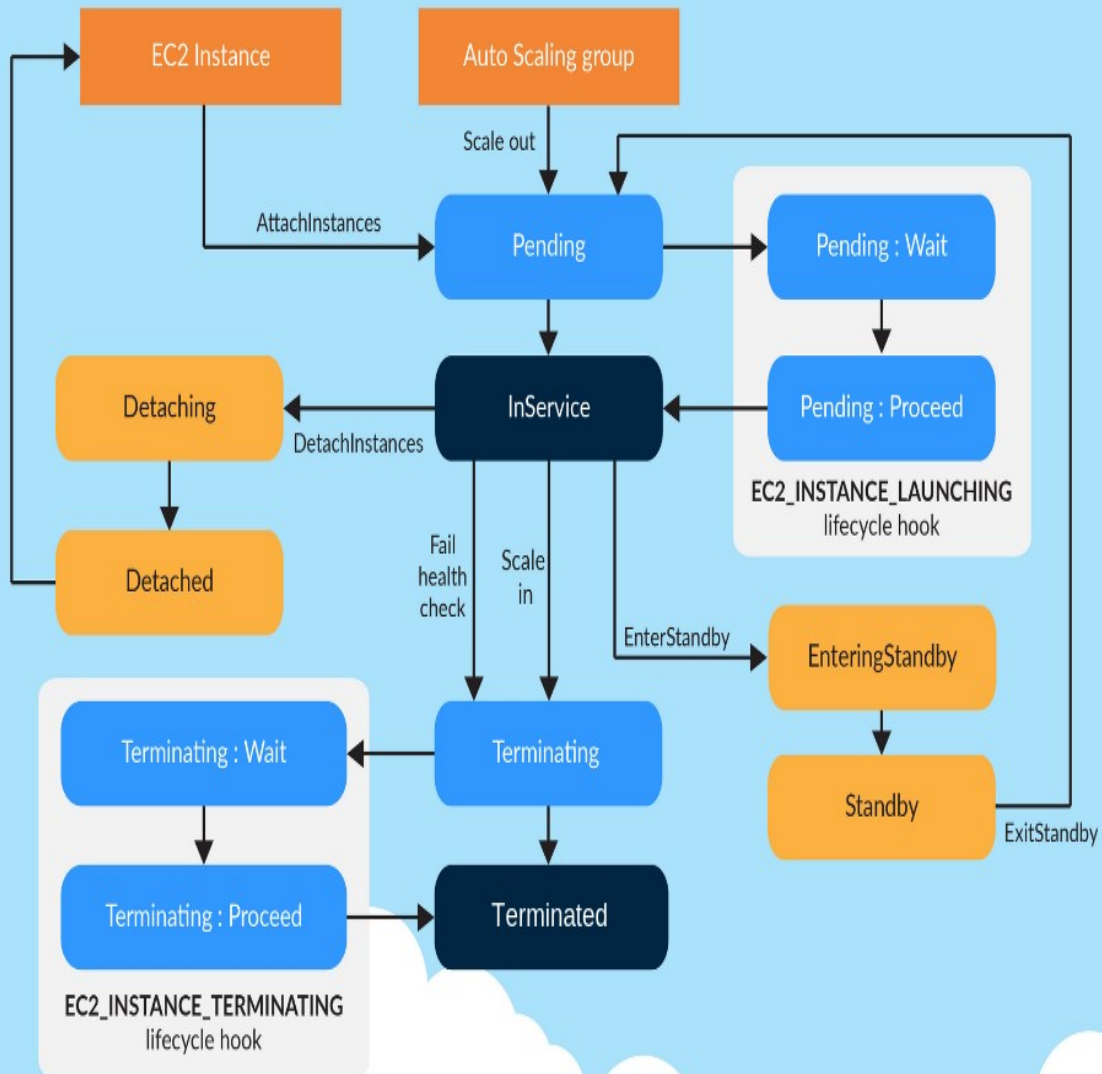 EC2 Instance
Auto Scaling group
Scale out
AttachInstances
Pending
Pending : Wait
Detaching
InService
Pending : Proceed
DetachInstances
EC2_INSTANCE_LAUNCHING
lifecycle hook
Fail
health
check
Scale
in
Detached
EnterStandby
EnteringStandby
Terminating : Wait
Terminating
Standby
ExitStandby
Terminating : Proceed
Terminated
EC2_INSTANCE_TERMINATING
lifecycle hook